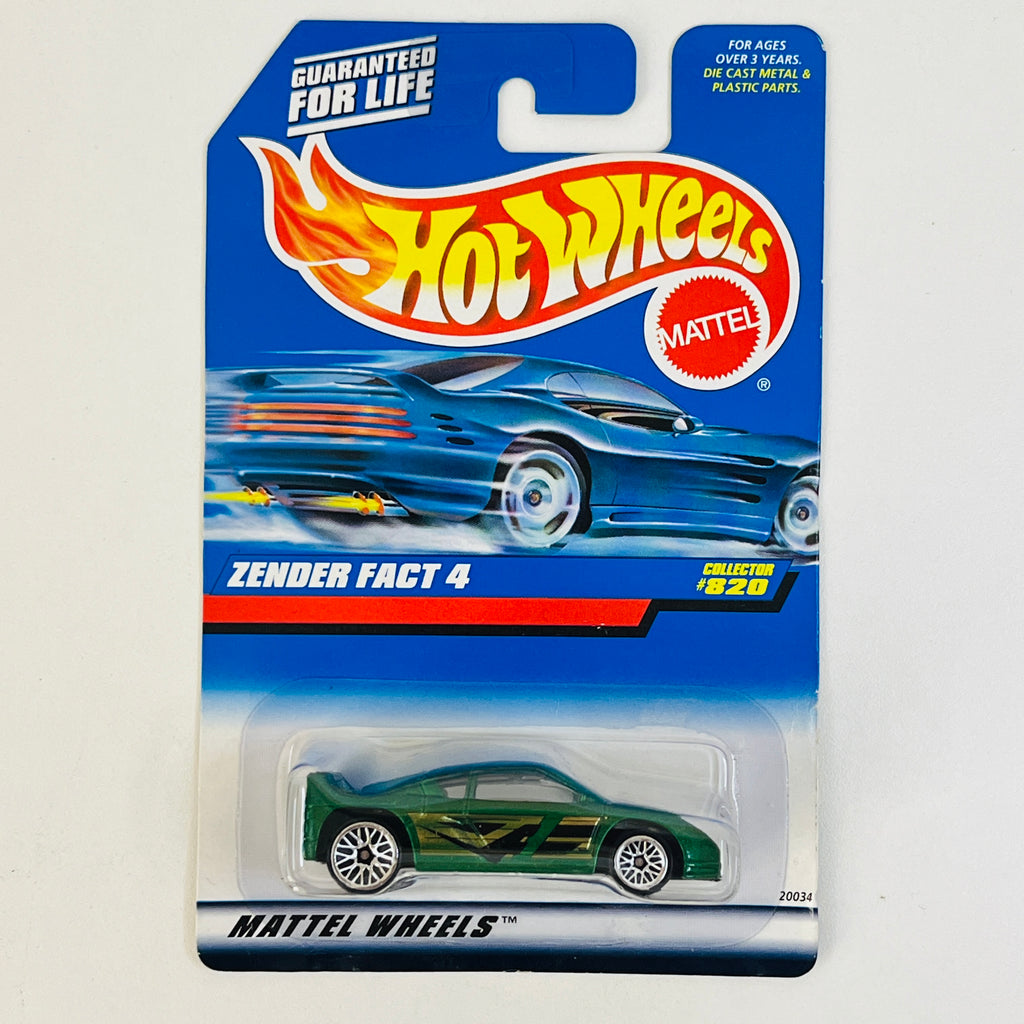 GUARANTEED
FOR LIFE
FOR AGES
OVER 3 YEARS.
DIE CAST METAL &
PLASTIC PARTS.
HOT WHEELS
MATTEL
®
ZENDER FACT 4
COLLECTOR
#820
20034
MATTEL WHEELS™